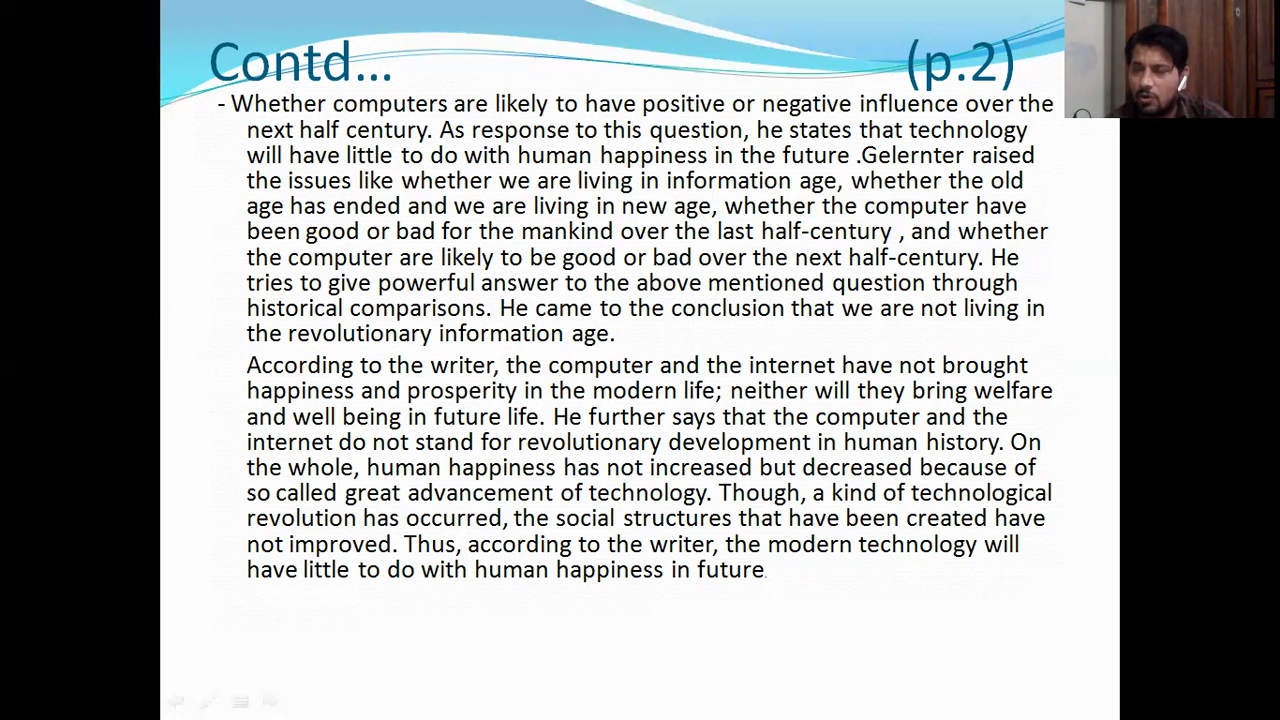 Contd... (p.2)
- Whether computers are likely to have positive or negative influence over the
next half century. As response to this question, he states that technology
will have little to do with human happiness in the future .Gelernter raised
the issues like whether we are living in information age, whether the old
age has ended and we are living in new age, whether the computer have
been good or bad for the mankind over the last half-century , and whether
the computer are likely to be good or bad over the next half-century. He
tries to give powerful answer to the above mentioned question through
historical comparisons. He came to the conclusion that we are not living in
the revolutionary information age.
According to the writer, the computer and the internet have not brought
happiness and prosperity in the modern life; neither will they bring welfare
and well being in future life. He further says that the computer and the
internet do not stand for revolutionary development in human history. On
the whole, human happiness has not increased but decreased because of
so called great advancement of technology. Though, a kind of technological
revolution has occurred, the social structures that have been created have
not improved. Thus, according to the writer, the modern technology will
have little to do with human happiness in future.